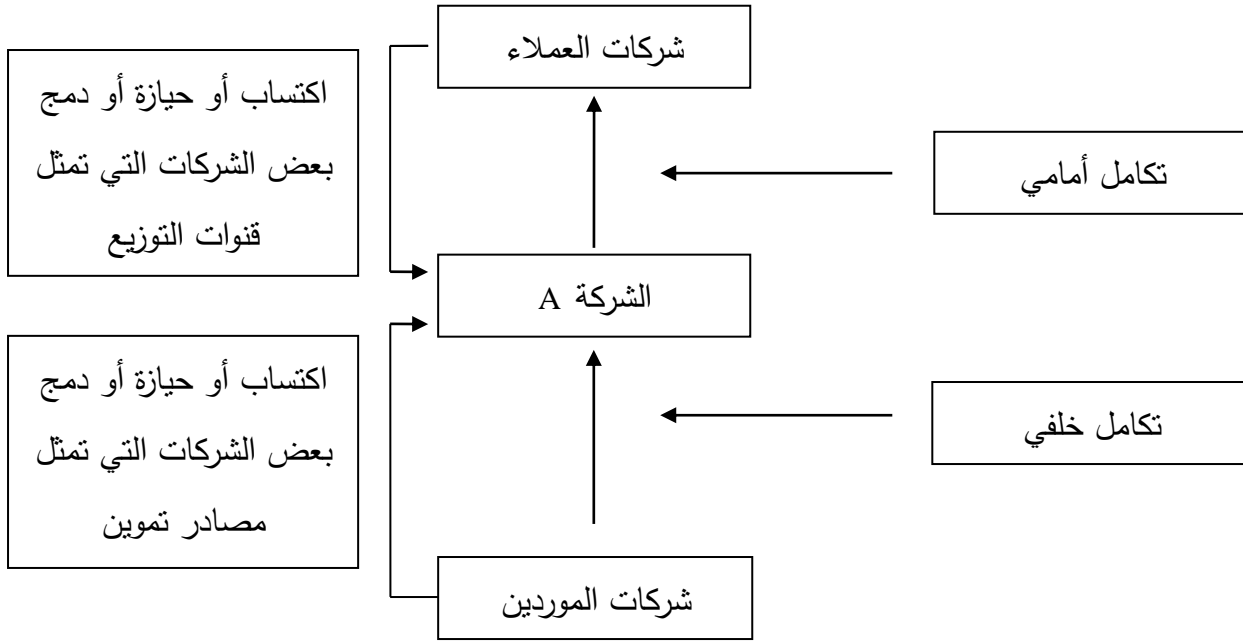 شركات العملاء
اكتساب أو حيازة أو دمج
بعض الشركات التي تمثل
قنوات التوزيع
تكامل أمامي
الشركة A
اكتساب أو حيازة أو دمج
بعض الشركات التي تمثل
مصادر تموين
تكامل خلفي
شركات الموردين